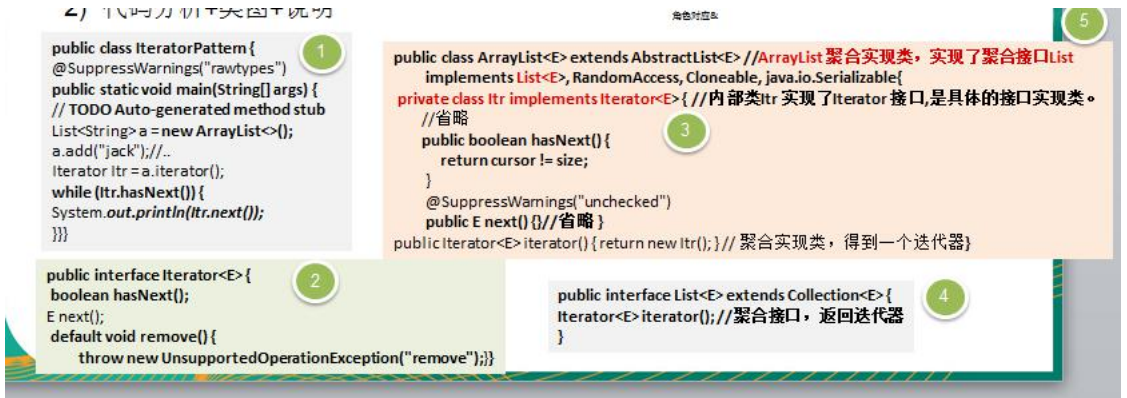 2）代码分析+类图+说明
角色对应&
5
public class IteratorPattern {
1
@SuppressWarnings("rawtypes")
public static void main(String[] args) {
// TODO Auto-generated method stub
List<String> a = new ArrayList<>();
a.add("jack");//..
Iterator Itr = a.iterator();
while (Itr.hasNext()) {
System.out.println(Itr.next());
}}}
public class ArrayList<E> extends AbstractList<E> //ArrayList 聚合实现类，实现了聚合接口List
implements List<E>, RandomAccess, Cloneable, java.io.Serializable{
private class Itr implements Iterator<E> { //内部类Itr 实现了Iterator 接口,是具体的接口实现类。
//省略
3
public boolean hasNext() {
return cursor != size;
}
@SuppressWarnings("unchecked")
public E next() {}//省略 }
public Iterator<E> iterator() { return new Itr(); } // 聚合实现类，得到一个迭代器}
public interface Iterator<E> {
2
boolean hasNext();
E next();
default void remove() {
throw new UnsupportedOperationException("remove");}}
public interface List<E> extends Collection<E> {
4
Iterator<E> iterator(); //聚合接口，返回迭代器
}